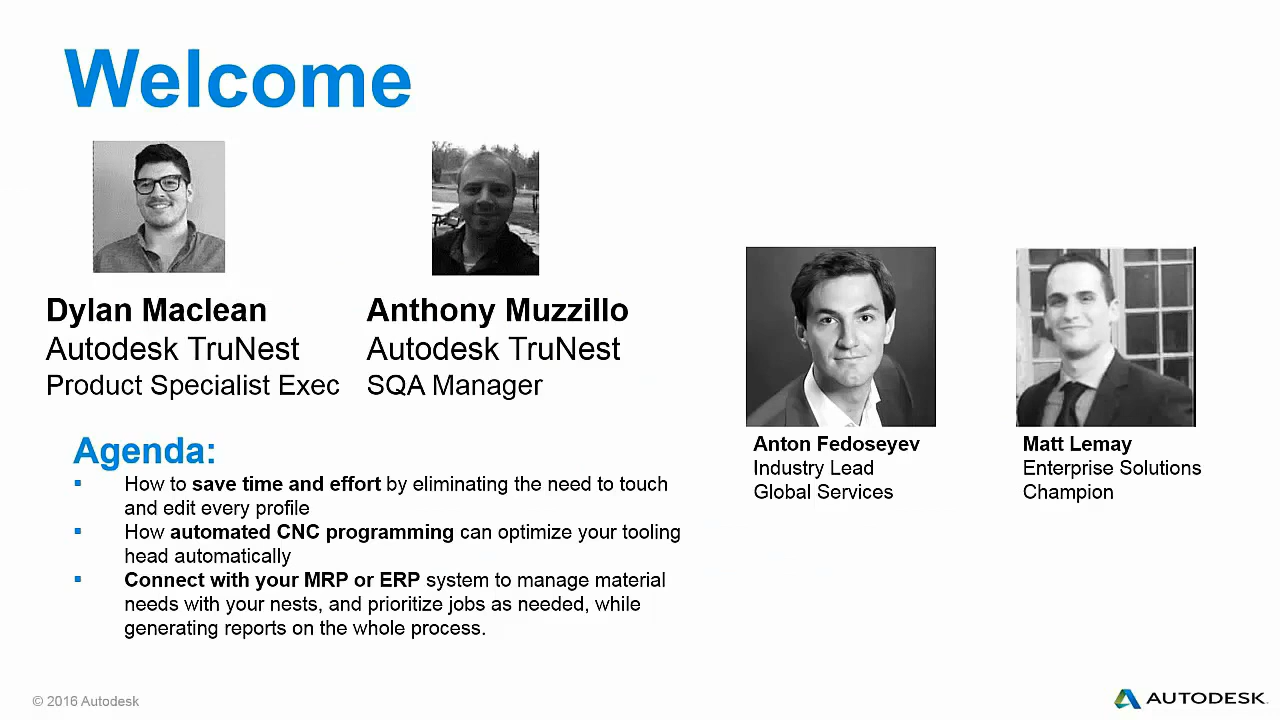 Welcome
Dylan Maclean
Autodesk TruNest
Product Specialist Exec
Anthony Muzzillo
Autodesk TruNest
SQA Manager
Anton Fedoseyev
Industry Lead
Global Services
Matt Lemay
Enterprise Solutions
Champion
Agenda:
▪ How to save time and effort by eliminating the need to touch
and edit every profile
▪ How automated CNC programming can optimize your tooling
head automatically
▪ Connect with your MRP or ERP system to manage material
needs with your nests, and prioritize jobs as needed, while
generating reports on the whole process.
© 2016 Autodesk
AUTODESK.